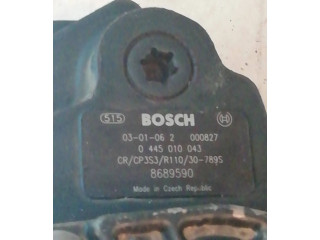 515 BOSCH
03-01-06 2 000827
0 445 010 043
CR/CP3S3/R110/30-789S
8689590
Made in Czech Republic